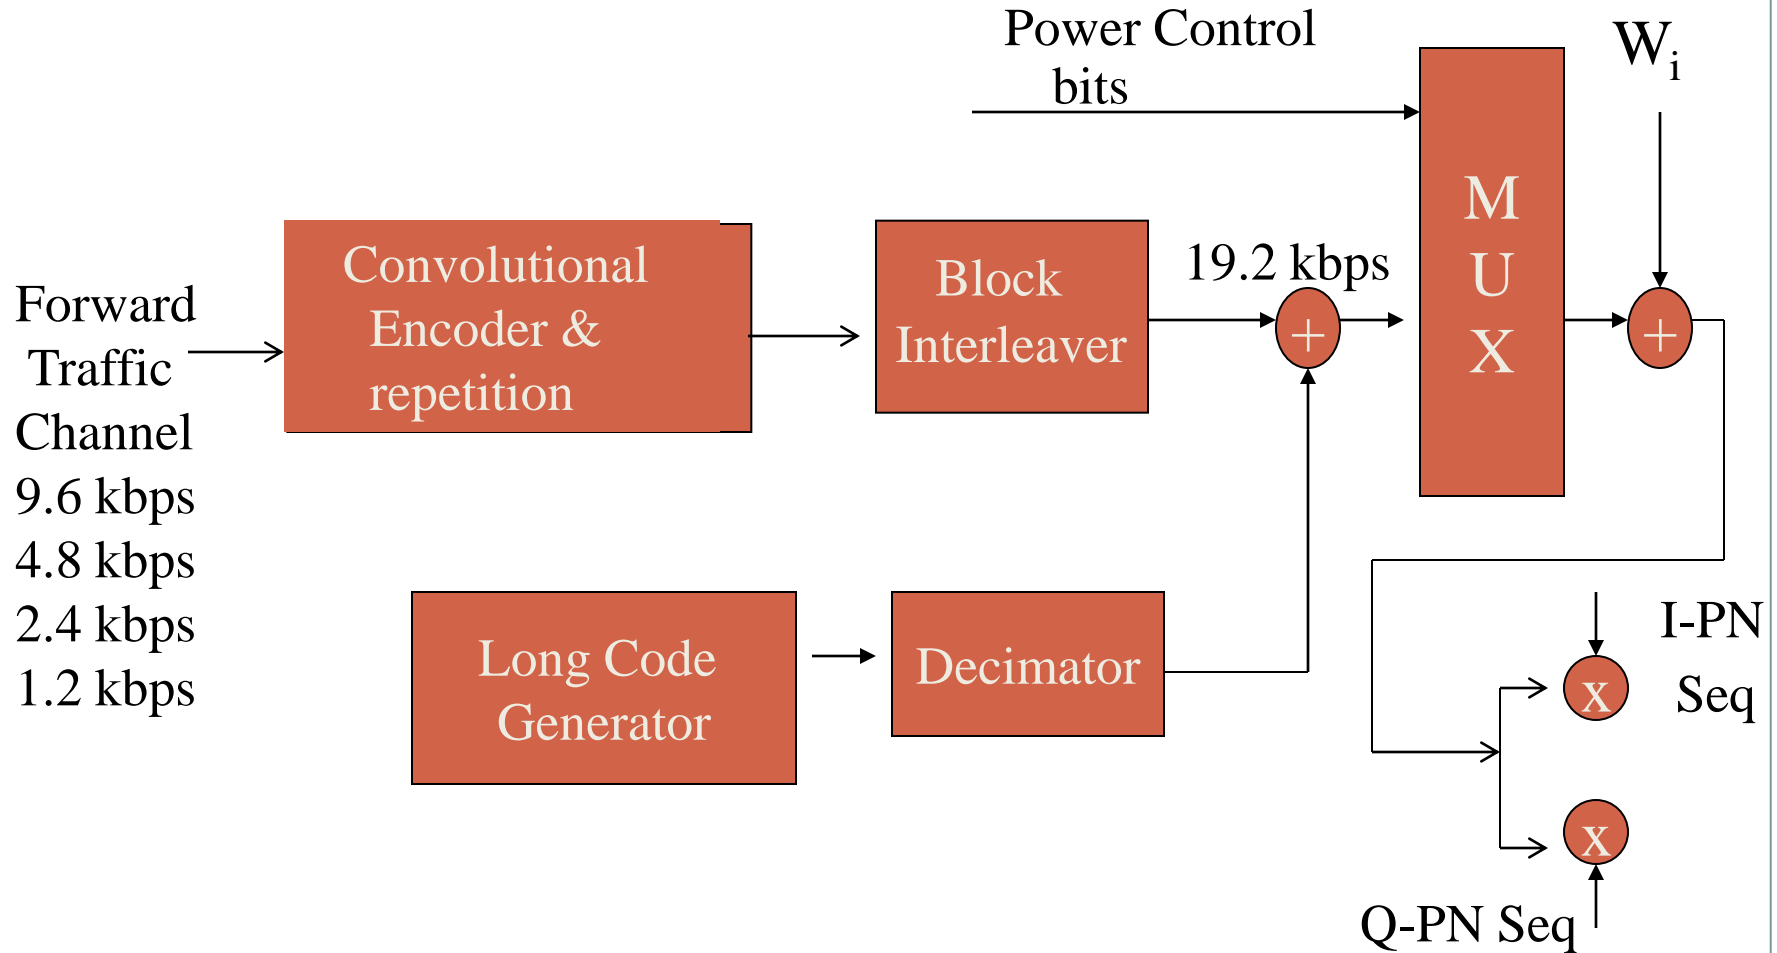 Power Control
bits
W_i
M
U
X
Convolutional
Encoder &
repetition
Block
Interleaver
19.2 kbps
+
+
Forward
Traffic
Channel
9.6 kbps
4.8 kbps
2.4 kbps
1.2 kbps
Long Code
Generator
Decimator
I-PN
Seq
x
x
Q-PN Seq